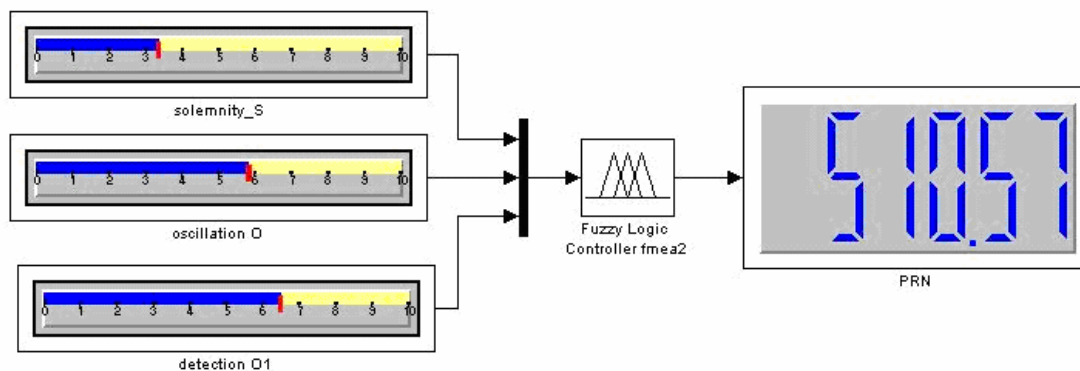 0 1 2 3 4 5 6 7 8 9 10
solemnity_S
0 1 2 3 4 5 6 7 8 9 10
oscillation O
0 1 2 3 4 5 6 7 8 9 10
detection O1
Fuzzy Logic
Controller fmea2
510.57
PRN